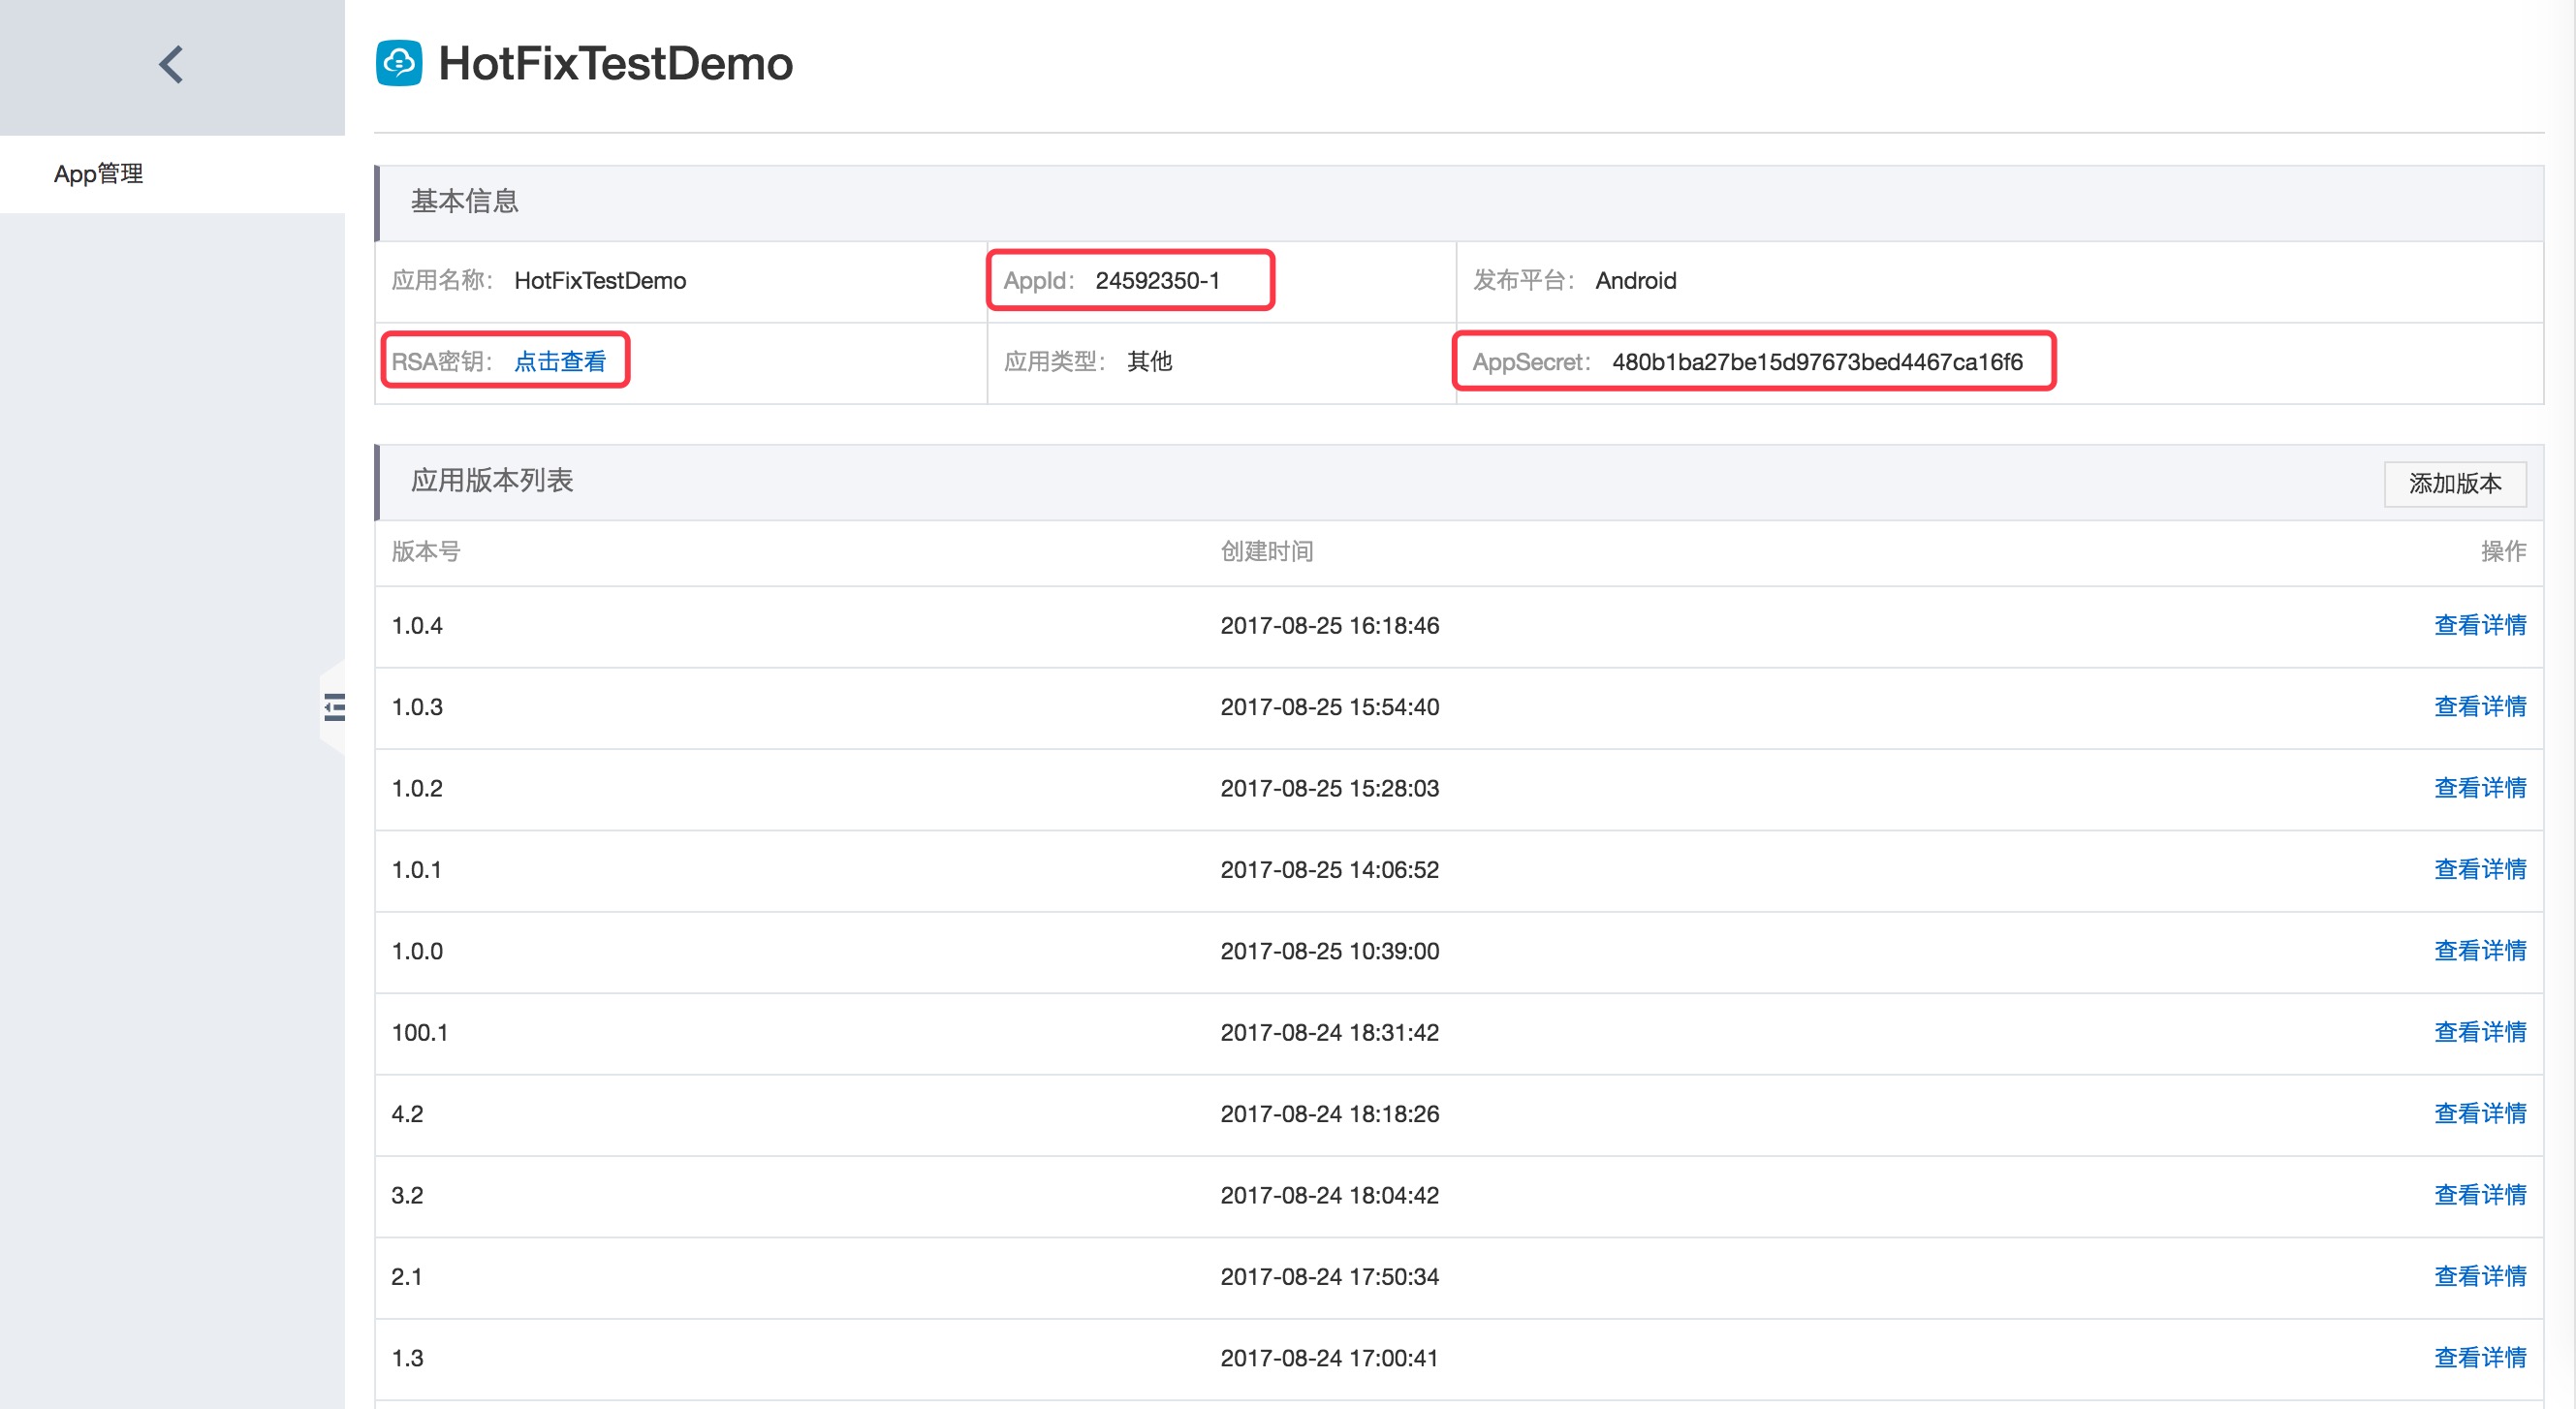 HotFixTestDemo
App管理
基本信息
应用名称： HotFixTestDemo AppId： 24592350-1 发布平台： Android
RSA密钥： 点击查看 应用类型： 其他 AppSecret： 480b1ba27be15d97673bed4467ca16f6
应用版本列表 添加版本
版本号 创建时间 操作
1.0.4 2017-08-25 16:18:46 查看详情
1.0.3 2017-08-25 15:54:40 查看详情
1.0.2 2017-08-25 15:28:03 查看详情
1.0.1 2017-08-25 14:06:52 查看详情
1.0.0 2017-08-25 10:39:00 查看详情
100.1 2017-08-24 18:31:42 查看详情
4.2 2017-08-24 18:18:26 查看详情
3.2 2017-08-24 18:04:42 查看详情
2.1 2017-08-24 17:50:34 查看详情
1.3 2017-08-24 17:00:41 查看详情